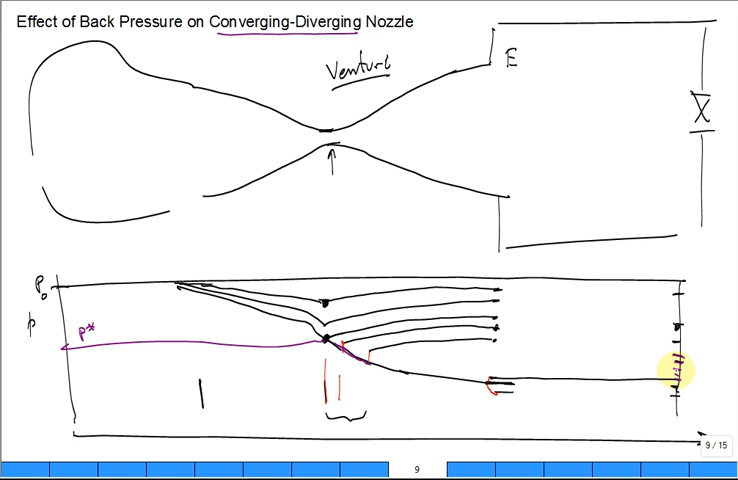 Effect of Back Pressure on Converging-Diverging Nozzle
Venturi
E
X
P₀
p
p*
9 / 15
9